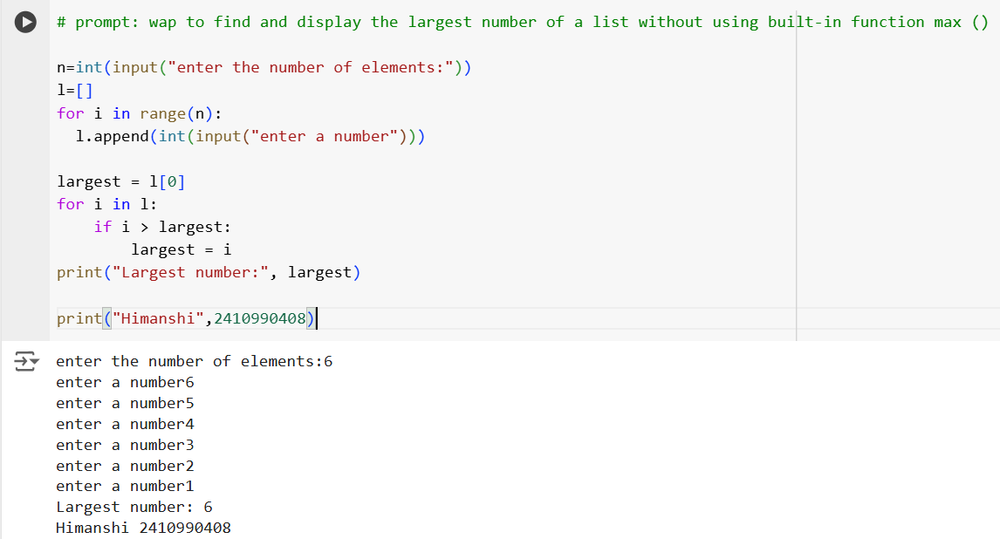 # prompt: wap to find and display the largest number of a list without using built-in function max ()
n=int(input("enter the number of elements:"))
l=[]
for i in range(n):
  l.append(int(input("enter a number")))
largest = l[0]
for i in l:
    if i > largest:
        largest = i
print("Largest number:", largest)
print("Himanshi",2410990408)
enter the number of elements:6
enter a number6
enter a number5
enter a number4
enter a number3
enter a number2
enter a number1
Largest number: 6
Himanshi 2410990408